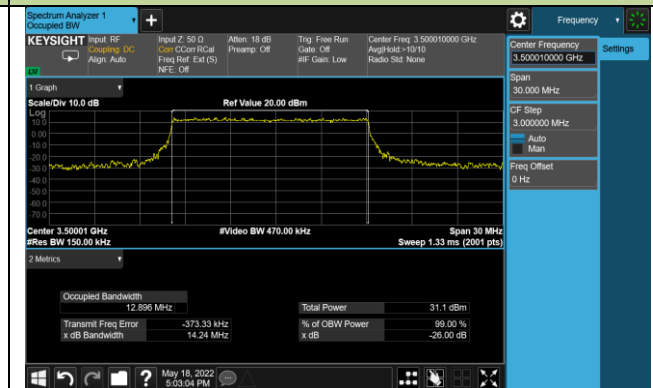 Spectrum Analyzer 1
Occupied BW
+
Frequency
KEYSIGHT
Input: RF
Coupling: DC
Align: Auto
Input Z: 50 Ω
Corr CCorr RCal
Freq Ref: Ext (S)
NFE: Off
Atten: 18 dB
Preamp: Off
Trig: Free Run
Gate: Off
#IF Gain: Low
Center Freq: 3.500010000 GHz
Avg|Hold:>10/10
Radio Std: None
LW
Center Frequency
3.500010000 GHz
Settings
Span
30.000 MHz
CF Step
3.000000 MHz
Auto
Man
Freq Offset
0 Hz
1 Graph
Scale/Div 10.0 dB
Ref Value 20.00 dBm
Log
10.0
0.00
-10.0
-20.0
-30.0
-40.0
-50.0
-60.0
-70.0
Center 3.50001 GHz
#Video BW 470.00 kHz
Span 30 MHz
#Res BW 150.00 kHz
Sweep 1.33 ms (2001 pts)
2 Metrics
Occupied Bandwidth
12.896 MHz
Total Power
31.1 dBm
Transmit Freq Error
-373.33 kHz
% of OBW Power
99.00 %
x dB Bandwidth
14.24 MHz
x dB
-26.00 dB
?
May 18, 2022
5:03:04 PM